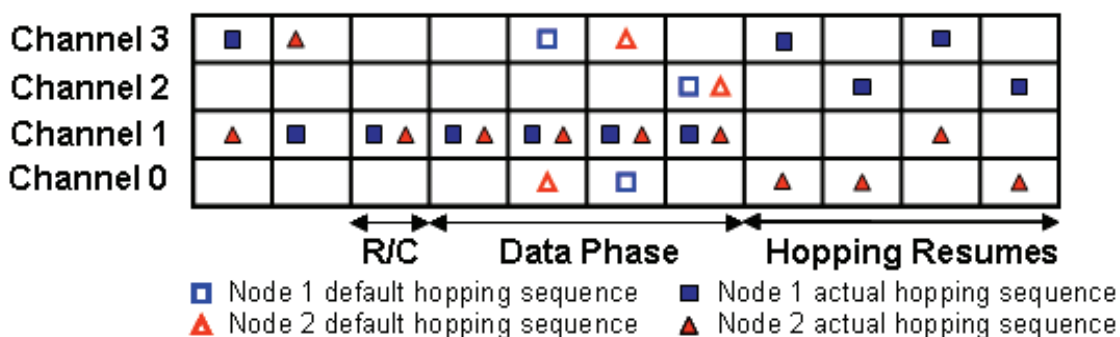 Channel 3
Channel 2
Channel 1
Channel 0
R/C Data Phase Hopping Resumes
Node 1 default hopping sequence Node 1 actual hopping sequence
Node 2 default hopping sequence Node 2 actual hopping sequence